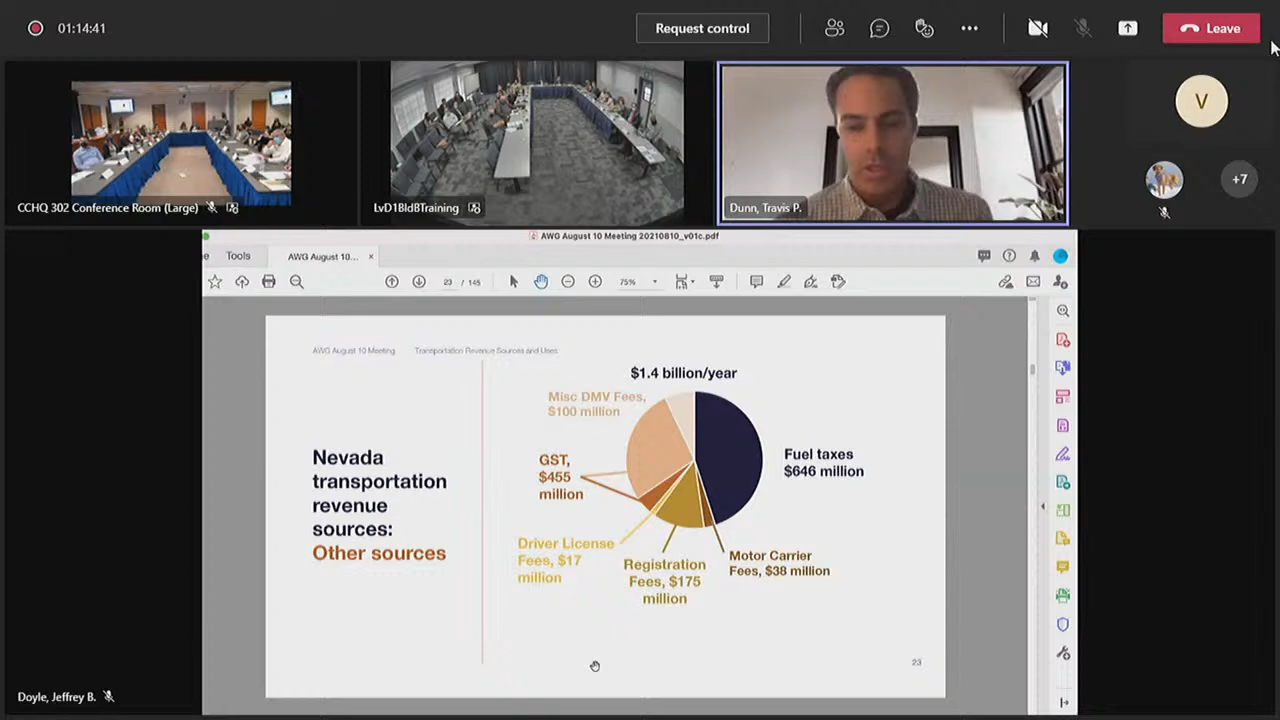 01:14:41
Request control
Leave
CCHQ 302 Conference Room (Large)
LvD1BldBTraining
Dunn, Travis P.
V
+7
AWG August 10 Meeting 20210810_v01c.pdf
e
Tools
AWG August 10...
×
23 / 145
75%
AWG August 10 Meeting
Transportation Revenue Sources and Uses
$1.4 billion/year
Misc DMV Fees,
$100 million
Fuel taxes
$646 million
GST,
$455
million
Nevada
transportation
revenue
sources:
Other sources
Driver License
Fees, $17
million
Registration
Fees, $175
million
Motor Carrier
Fees, $38 million
23
Doyle, Jeffrey B.